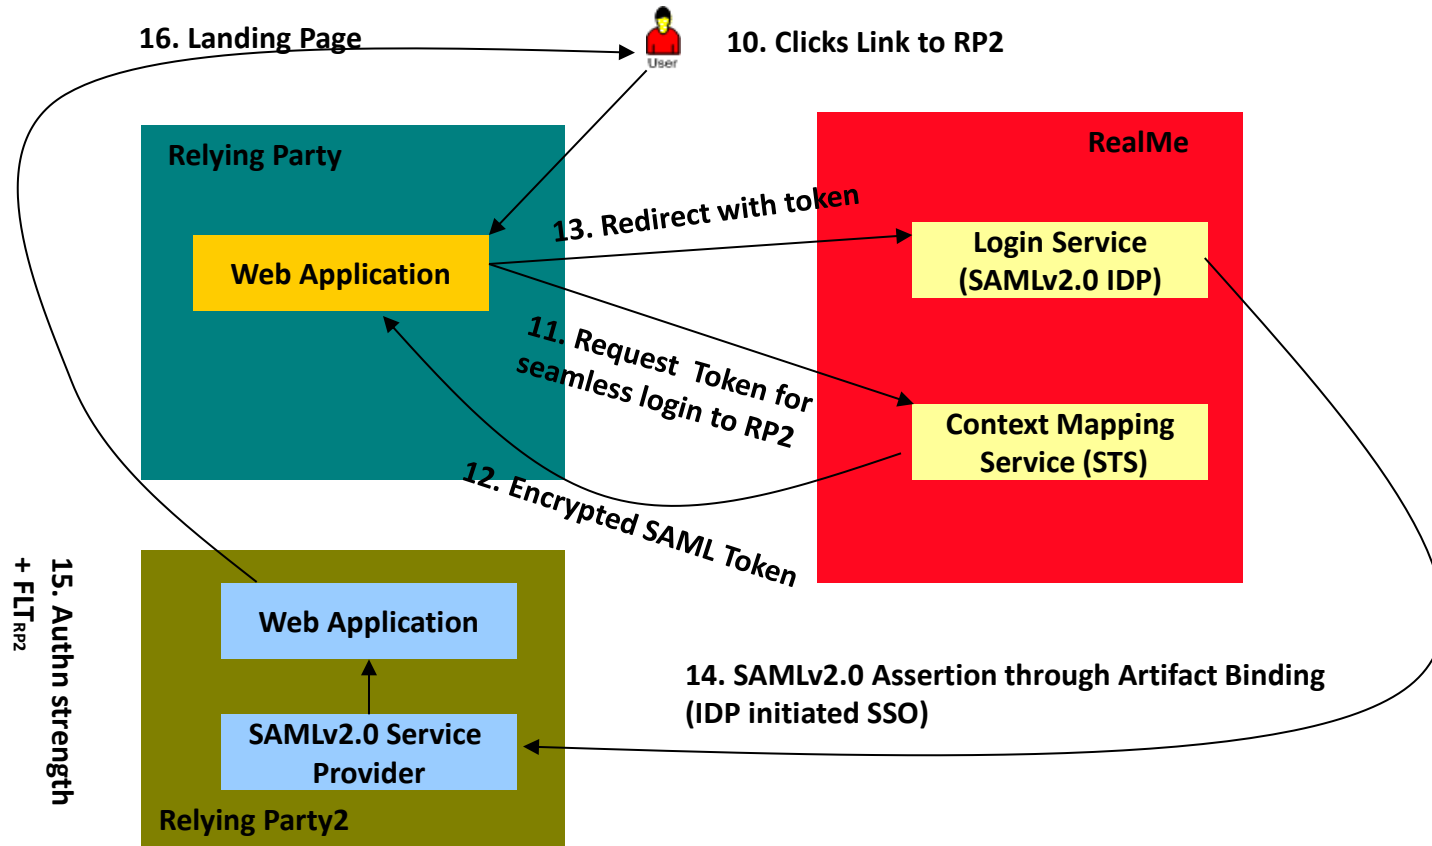 16. Landing Page
User
10. Clicks Link to RP2
Relying Party
RealMe
13. Redirect with token
Web Application
Login Service
(SAMLv2.0 IDP)
11. Request  Token for
seamless login to RP2
Context Mapping
Service (STS)
12. Encrypted SAML Token
15. Authn strength
+ FLTRP2
Web Application
14. SAMLv2.0 Assertion through Artifact Binding
(IDP initiated SSO)
SAMLv2.0 Service
Provider
Relying Party2